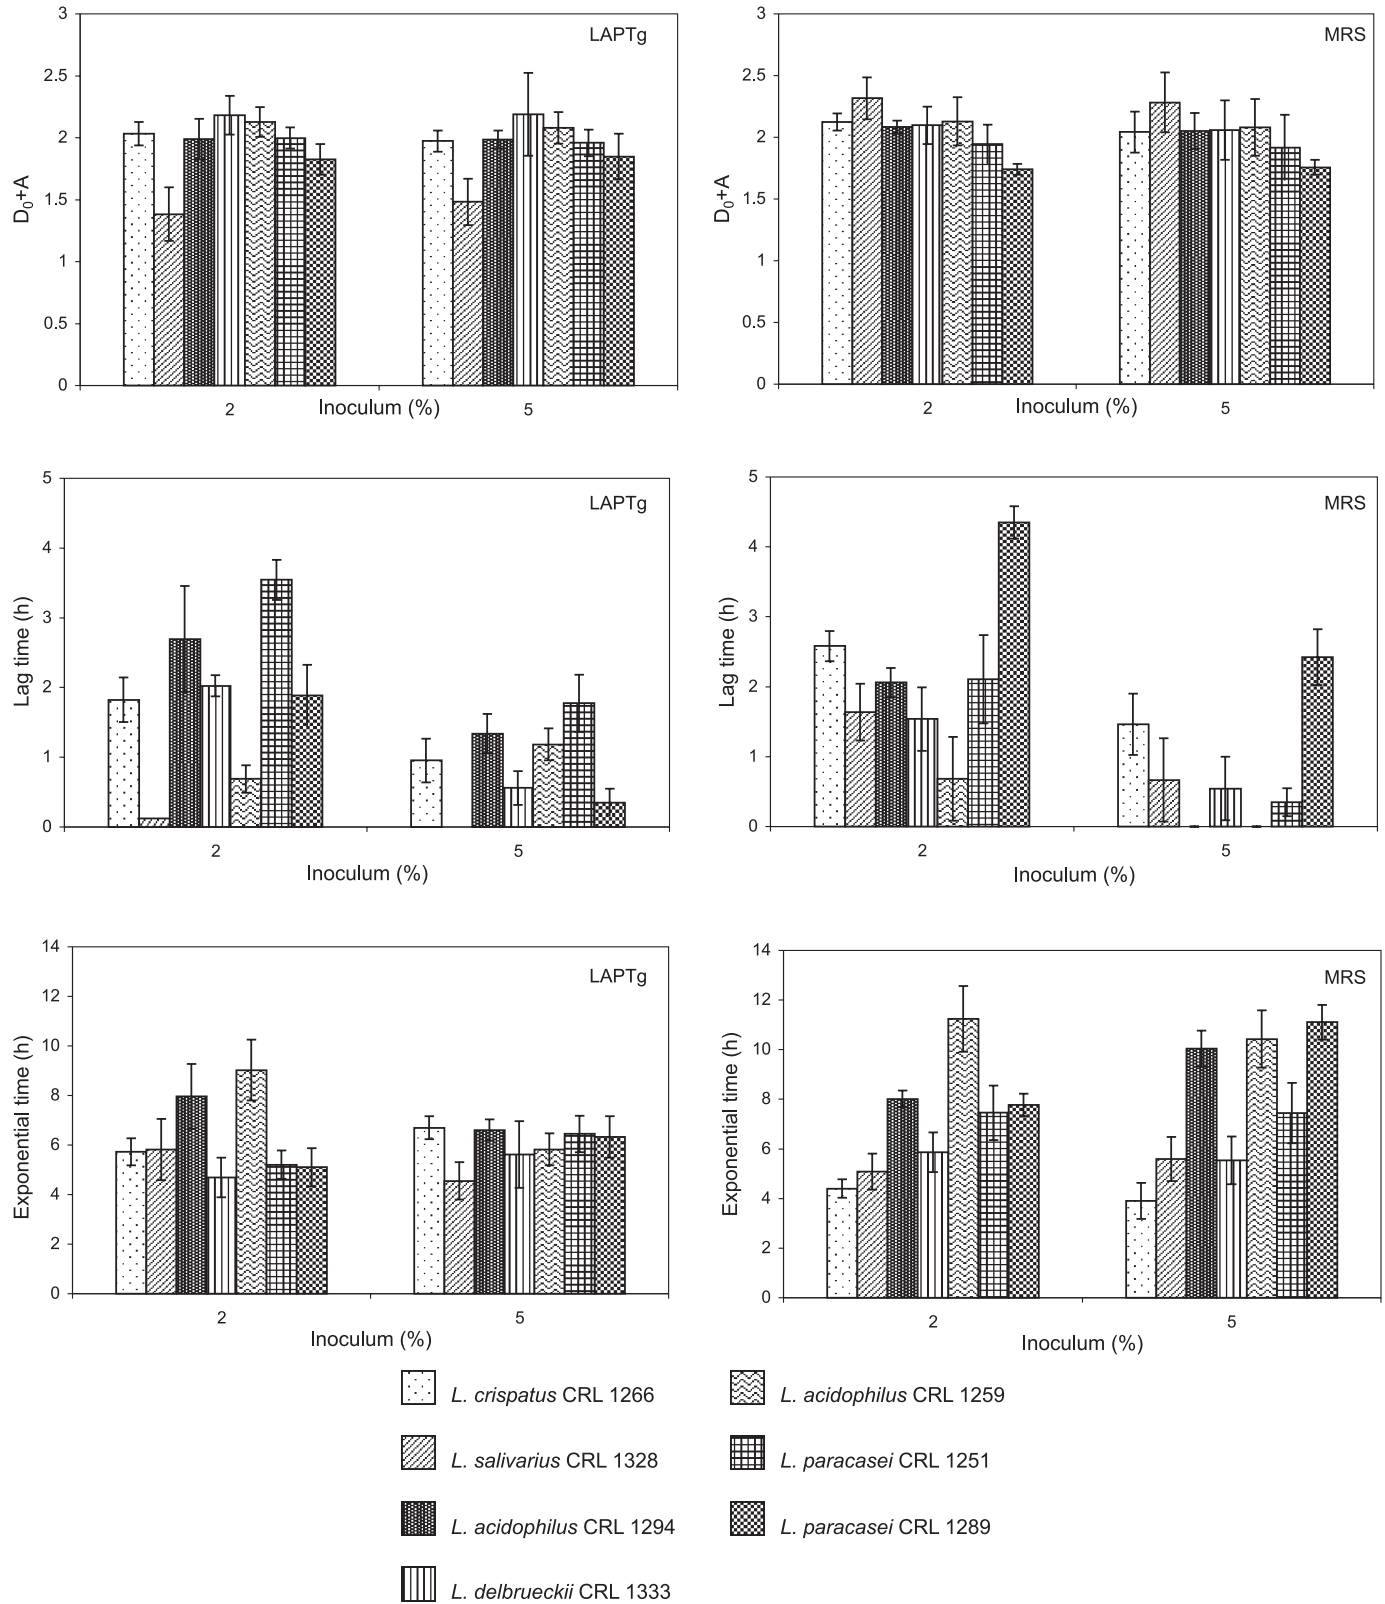 3
2.5
2
1.5
1
0.5
0
D0+A
LAPTg
2
Inoculum (%)
5
3
2.5
2
1.5
1
0.5
0
D0+A
MRS
2
Inoculum (%)
5
5
4
3
2
1
0
Lag time (h)
LAPTg
2
5
Inoculum (%)
5
4
3
2
1
0
Lag time (h)
MRS
2
5
Inoculum (%)
14
12
10
8
6
4
2
0
Exponential time (h)
LAPTg
2
5
Inoculum (%)
14
12
10
8
6
4
2
0
Exponential time (h)
MRS
2
5
Inoculum (%)
L. crispatus CRL 1266
L. salivarius CRL 1328
L. acidophilus CRL 1294
L. delbrueckii CRL 1333
L. acidophilus CRL 1259
L. paracasei CRL 1251
L. paracasei CRL 1289